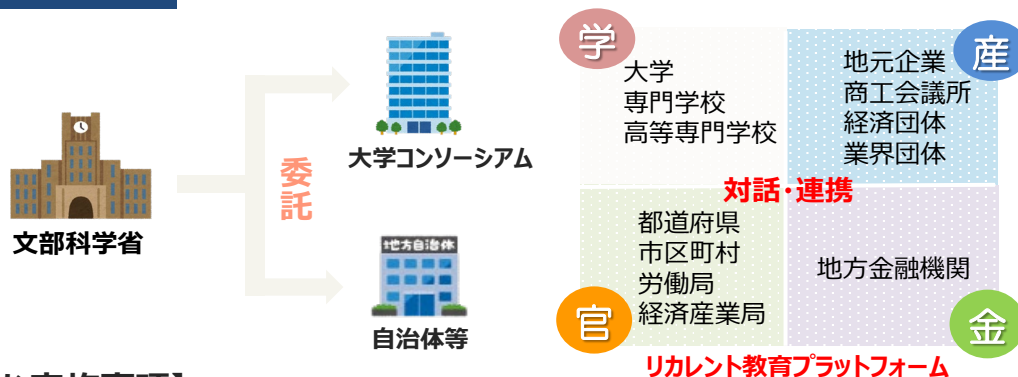 文部科学省
委託
大学コンソーシアム
地方自治体
自治体等
学
大学
専門学校
高等専門学校
産
地元企業
商工会議所
経済団体
業界団体
対話・連携
官
都道府県
市区町村
労働局
経済産業局
金
地方金融機関
リカレント教育プラットフォーム